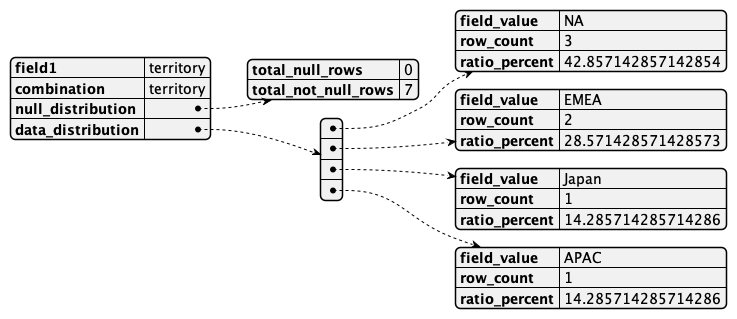 field1 territory
combination territory
null_distribution
data_distribution
total_null_rows 0
total_not_null_rows 7
field_value NA
row_count 3
ratio_percent 42.857142857142854
field_value EMEA
row_count 2
ratio_percent 28.571428571428573
field_value Japan
row_count 1
ratio_percent 14.285714285714286
field_value APAC
row_count 1
ratio_percent 14.285714285714286